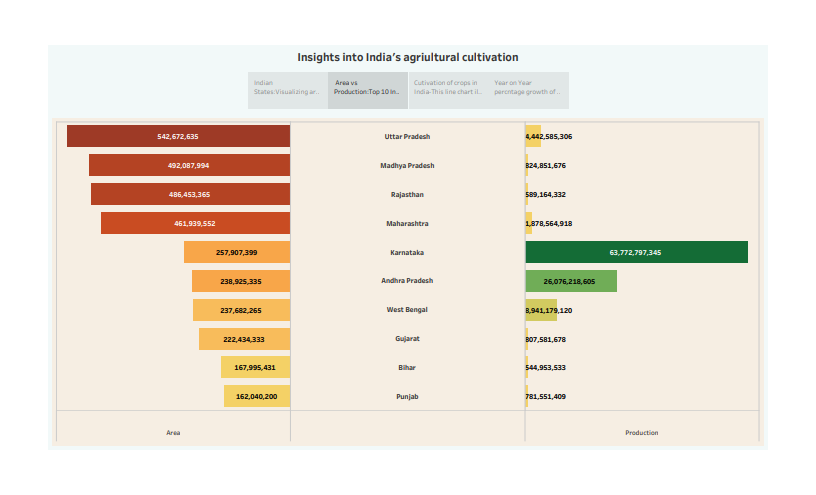 Insights into India's agriultural cultivation
Indian
States:Visualizing ar..
Area vs
Production:Top 10 In..
Cutivation of crops in
India-This line chart il..
Year on Year
percntage growth of ..
542,672,635 Uttar Pradesh 4,442,585,306
492,087,994 Madhya Pradesh 824,851,676
486,453,365 Rajasthan 589,164,332
461,939,552 Maharashtra 1,878,564,918
257,907,399 Karnataka 63,772,797,345
238,925,335 Andhra Pradesh 26,076,218,605
237,682,265 West Bengal 8,941,179,120
222,434,333 Gujarat 807,581,678
167,995,431 Bihar 544,953,533
162,040,200 Punjab 781,551,409
Area Production